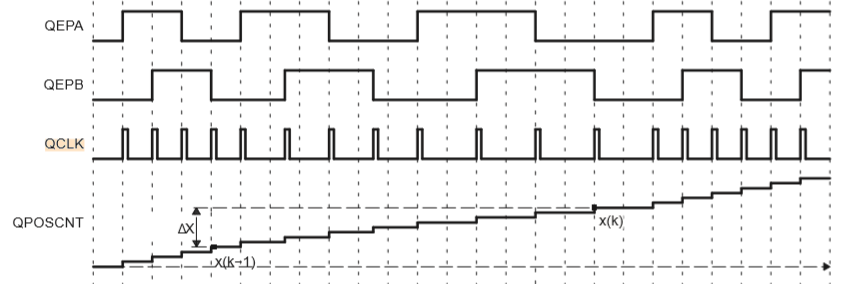 QEPA
QEPB
QCLK
QPOSCNT
ΔX
x(k)
x(k−1)